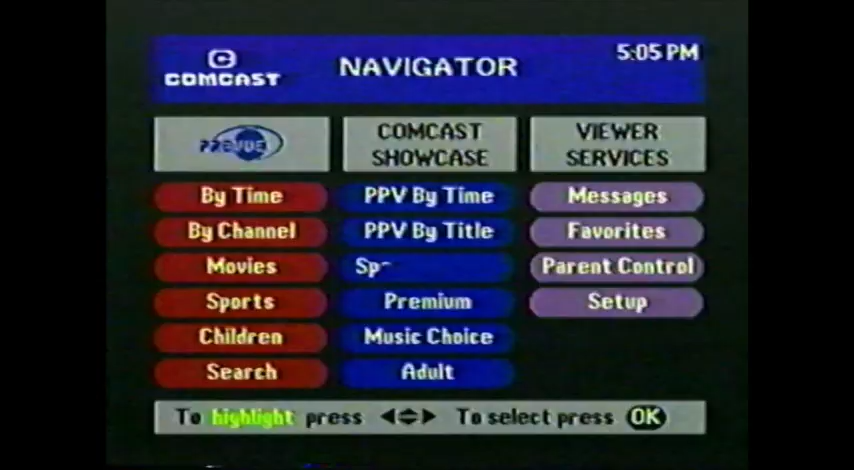 C
COMCAST
NAVIGATOR
5:05 PM
PREVUE
COMCAST
SHOWCASE
VIEWER
SERVICES
By Time
PPV By Time
Messages
By Channel
PPV By Title
Favorites
Movies
Parent Control
Sports
Premium
Setup
Children
Music Choice
Search
Adult
To highlight press To select press OK